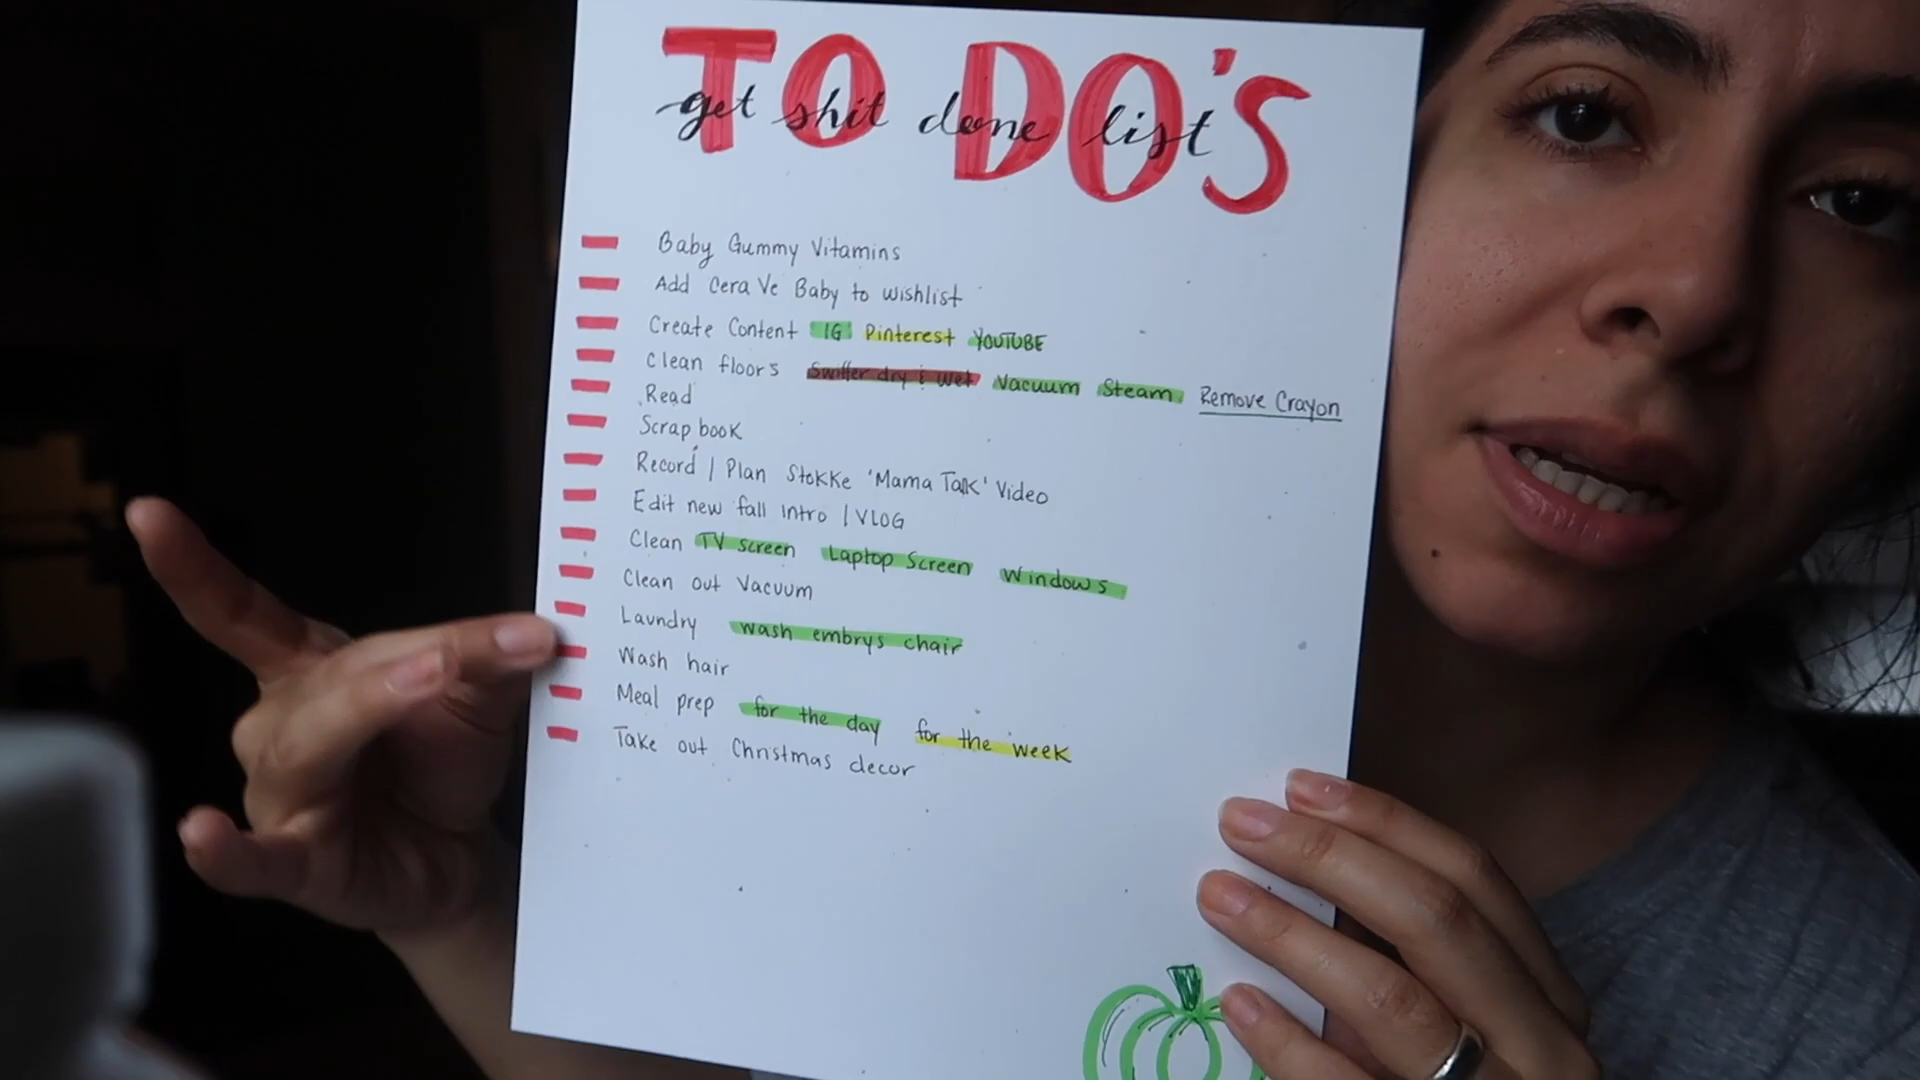 TO DO'S
get shit done list
Baby Gummy Vitamins
Add Cera Ve Baby to wishlist
Create Content IG Pinterest YOUTUBE
Clean floors Swiffer dry & wet Vacuum Steam Remove Crayon
Read
Scrap book
Record | Plan Stokke 'Mama Talk' Video
Edit new fall intro | VLOG
Clean TV screen Laptop Screen Windows
Clean out Vacuum
Laundry wash embrys chair
Wash hair
Meal prep for the day for the week
Take out Christmas decor